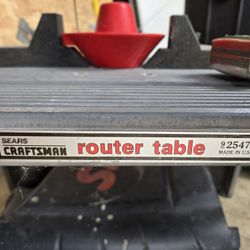 SEARS
CRAFTSMAN router table 9 2547
MADE IN U.S.